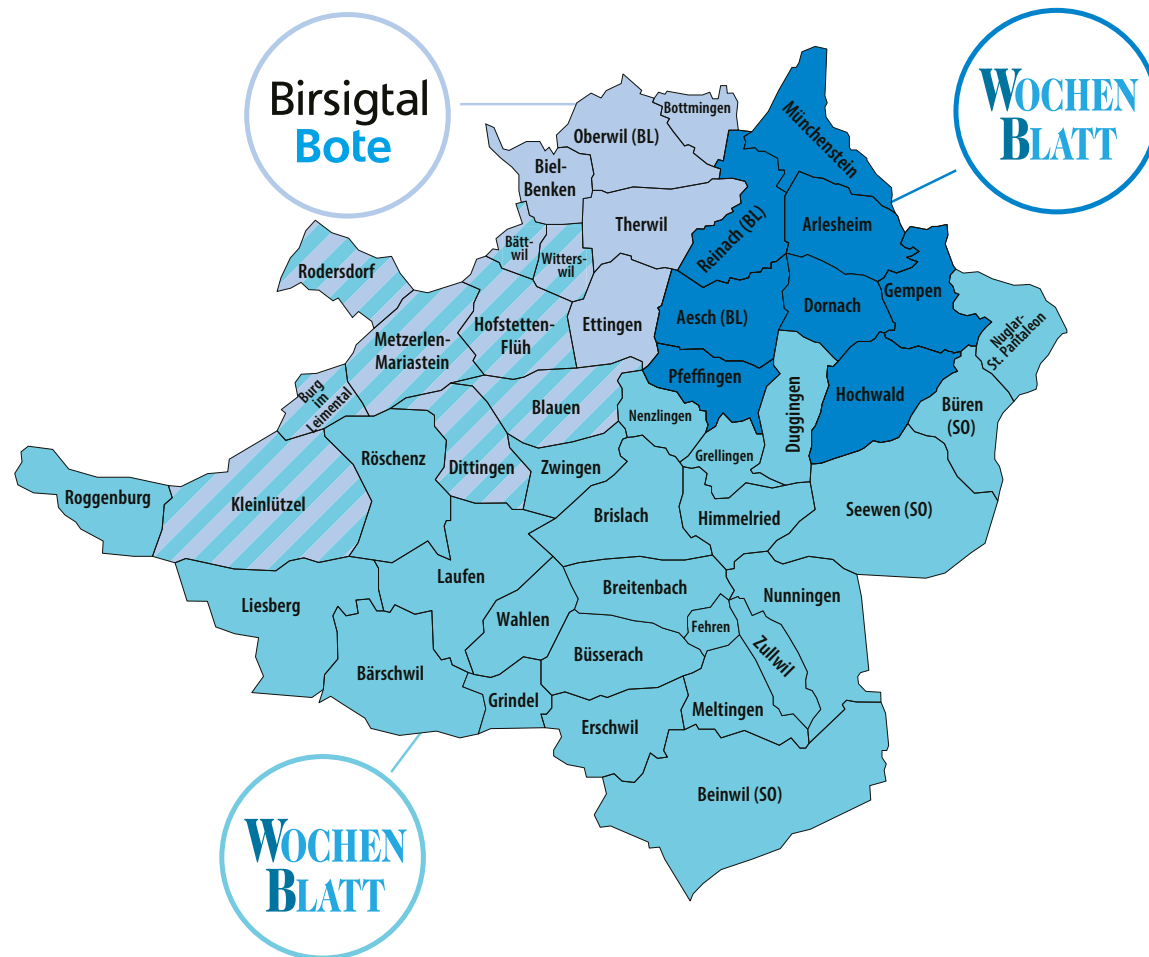 Birsigtal
Bote
WOCHEN
BLATT
Bottmingen
Oberwil (BL)
Münchenstein
Biel-
Benken
Therwil
Reinach (BL)
Arlesheim
Bätt-
wil
Witters-
wil
Rodersdorf
Gempen
Dornach
Aesch (BL)
Ettingen
Hofstetten-
Flüh
Metzerlen-
Mariastein
Nuglar-
St. Pantaleon
Pfeffingen
Hochwald
Burg
im
Leimental
Blauen
Nenzlingen
Duggingen
Büren
(SO)
Röschenz
Dittingen
Zwingen
Grellingen
Roggenburg
Kleinlützel
Brislach
Himmelried
Seewen (SO)
Laufen
Breitenbach
Nunningen
Liesberg
Wahlen
Fehren
Büsserach
Zullwil
Bärschwil
Grindel
Meltingen
Erschwil
Beinwil (SO)
WOCHEN
BLATT